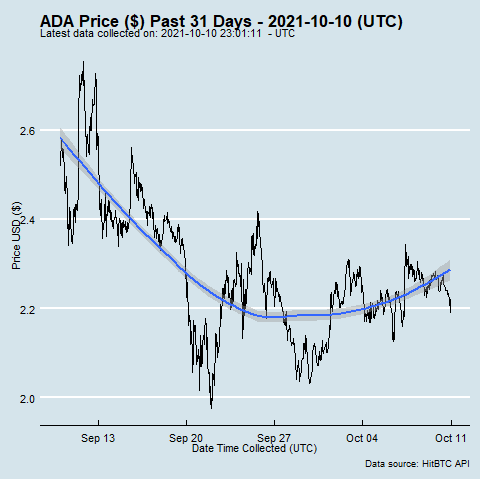 ADA Price ($) Past 31 Days - 2021-10-10 (UTC)
Latest data collected on: 2021-10-10 23:01:11  - UTC
Price USD ($)
2.6
2.4
2.2
2.0
Sep 13
Sep 20
Sep 27
Oct 04
Oct 11
Date Time Collected (UTC)
Data source: HitBTC API